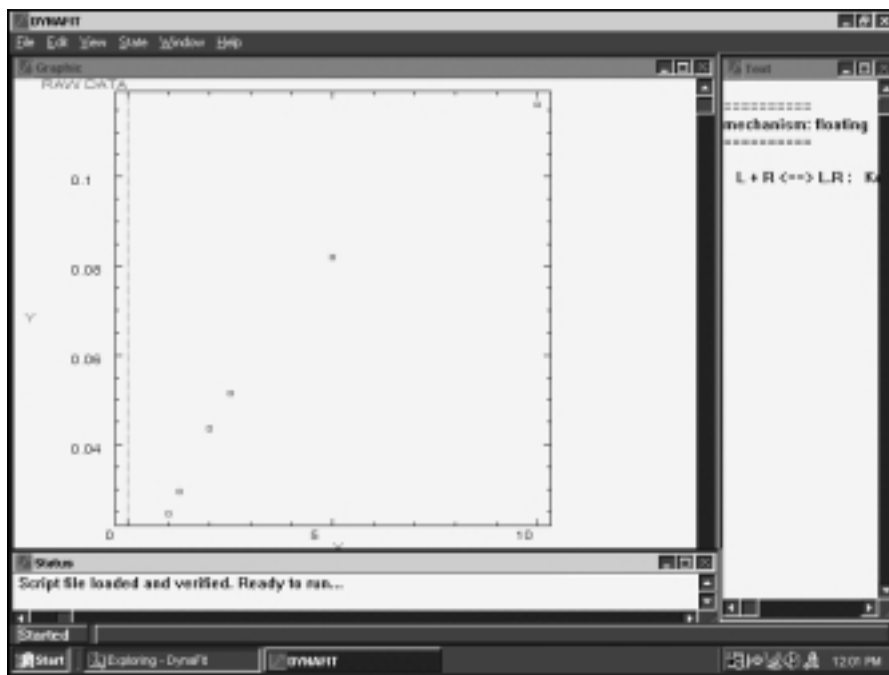 DYNAFIT
File Edit View State Window Help
Graphic
RAW DATA
0.1
0.08
Y
0.06
0.04
0 5 10
X
Text
==========
mechanism: floating
==========
L + R <==> L.R :
Status
Script file loaded and verified. Ready to run...
Started
Start
Exploring - DynaFit
DYNAFIT
12:01 PM